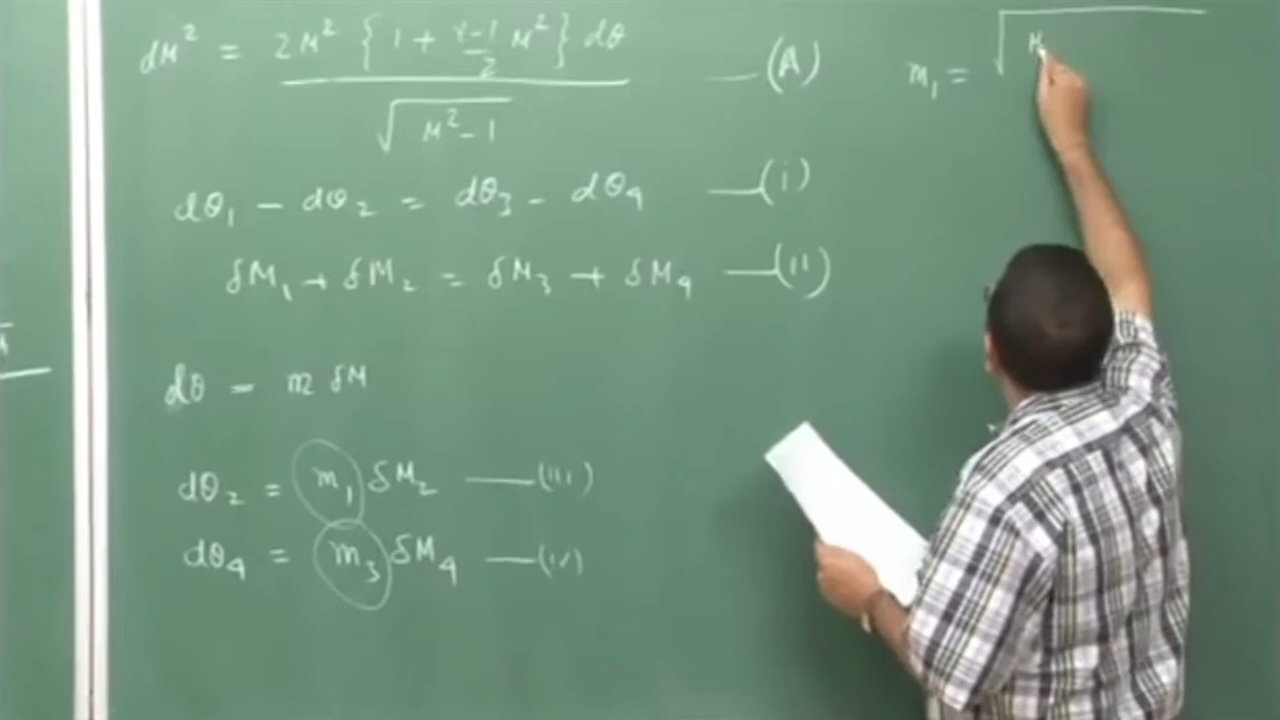 dM² = 2M² { 1 + γ-1/2 M² } dθ / √(M² - 1) —(A)
m₁ = √M
dθ₁ - dθ₂ = dθ₃ - dθ₄ —(i)
δM₁ + δM₂ = δM₃ + δM₄ —(ii)
dθ = m δM
dθ₂ = m₁ δM₂ —(iii)
dθ₄ = m₃ δM₄ —(iv)